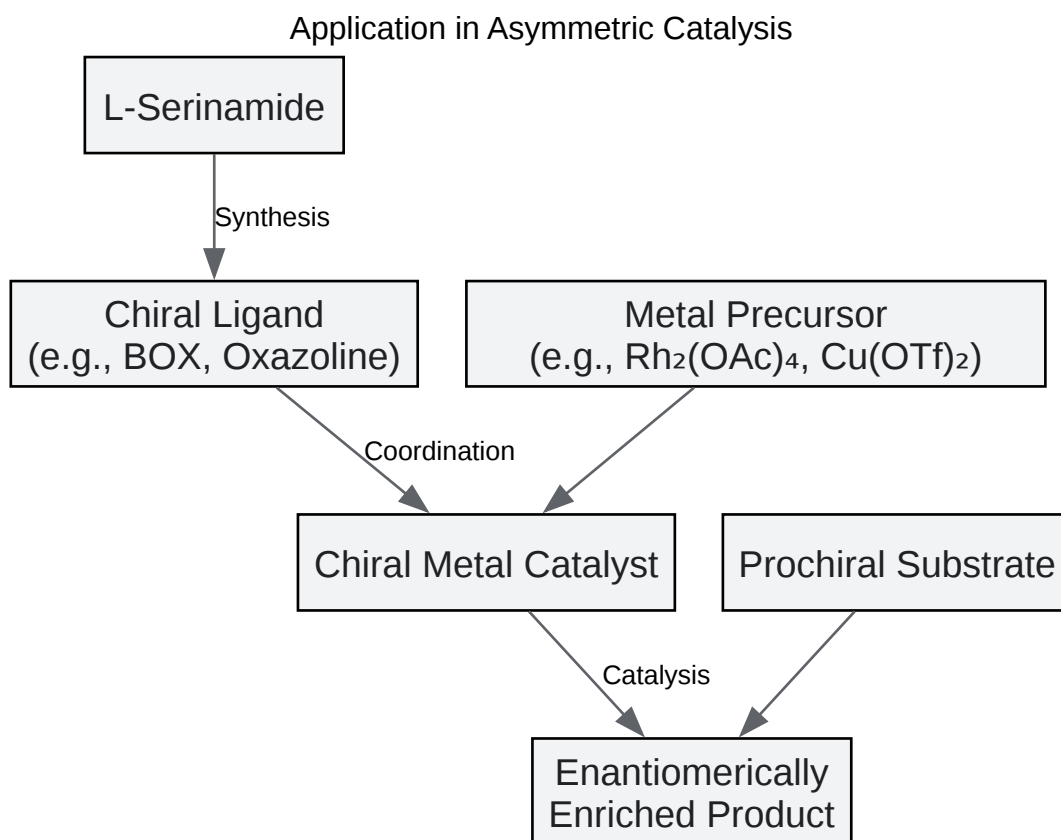 Application in Asymmetric Catalysis
L-Serinamide
Synthesis
Chiral Ligand
(e.g., BOX, Oxazoline)
Metal Precursor
(e.g., Rh₂(OAc)₄, Cu(OTf)₂)
Coordination
Chiral Metal Catalyst
Prochiral Substrate
Catalysis
Enantiomerically
Enriched Product